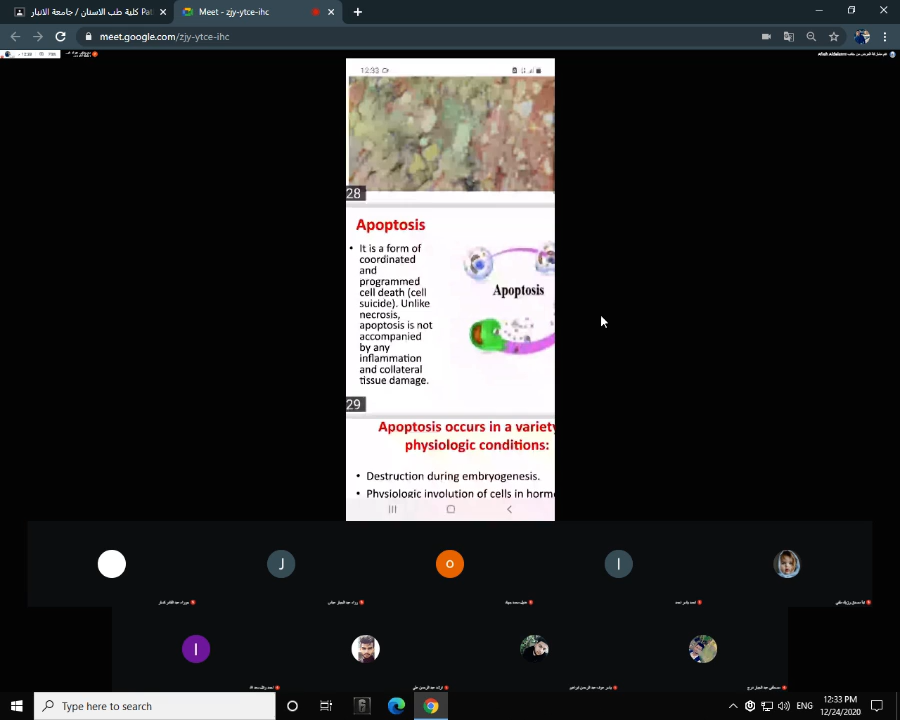 كلية طب الاسنان / جامعة الانبار Pat
Meet - zjy-ytce-ihc
meet.google.com/zjy-ytce-ihc
12:33
28
Apoptosis
• It is a form of
coordinated
and
programmed
cell death (cell
suicide). Unlike
necrosis,
apoptosis is not
accompanied
by any
inflammation
and collateral
tissue damage.
Apoptosis
29
Apoptosis occurs in a variety
physiologic conditions:
• Destruction during embryogenesis.
• Physiologic involution of cells in horm
J
o
I
I
Type here to search
ENG
12:33 PM
12/24/2020